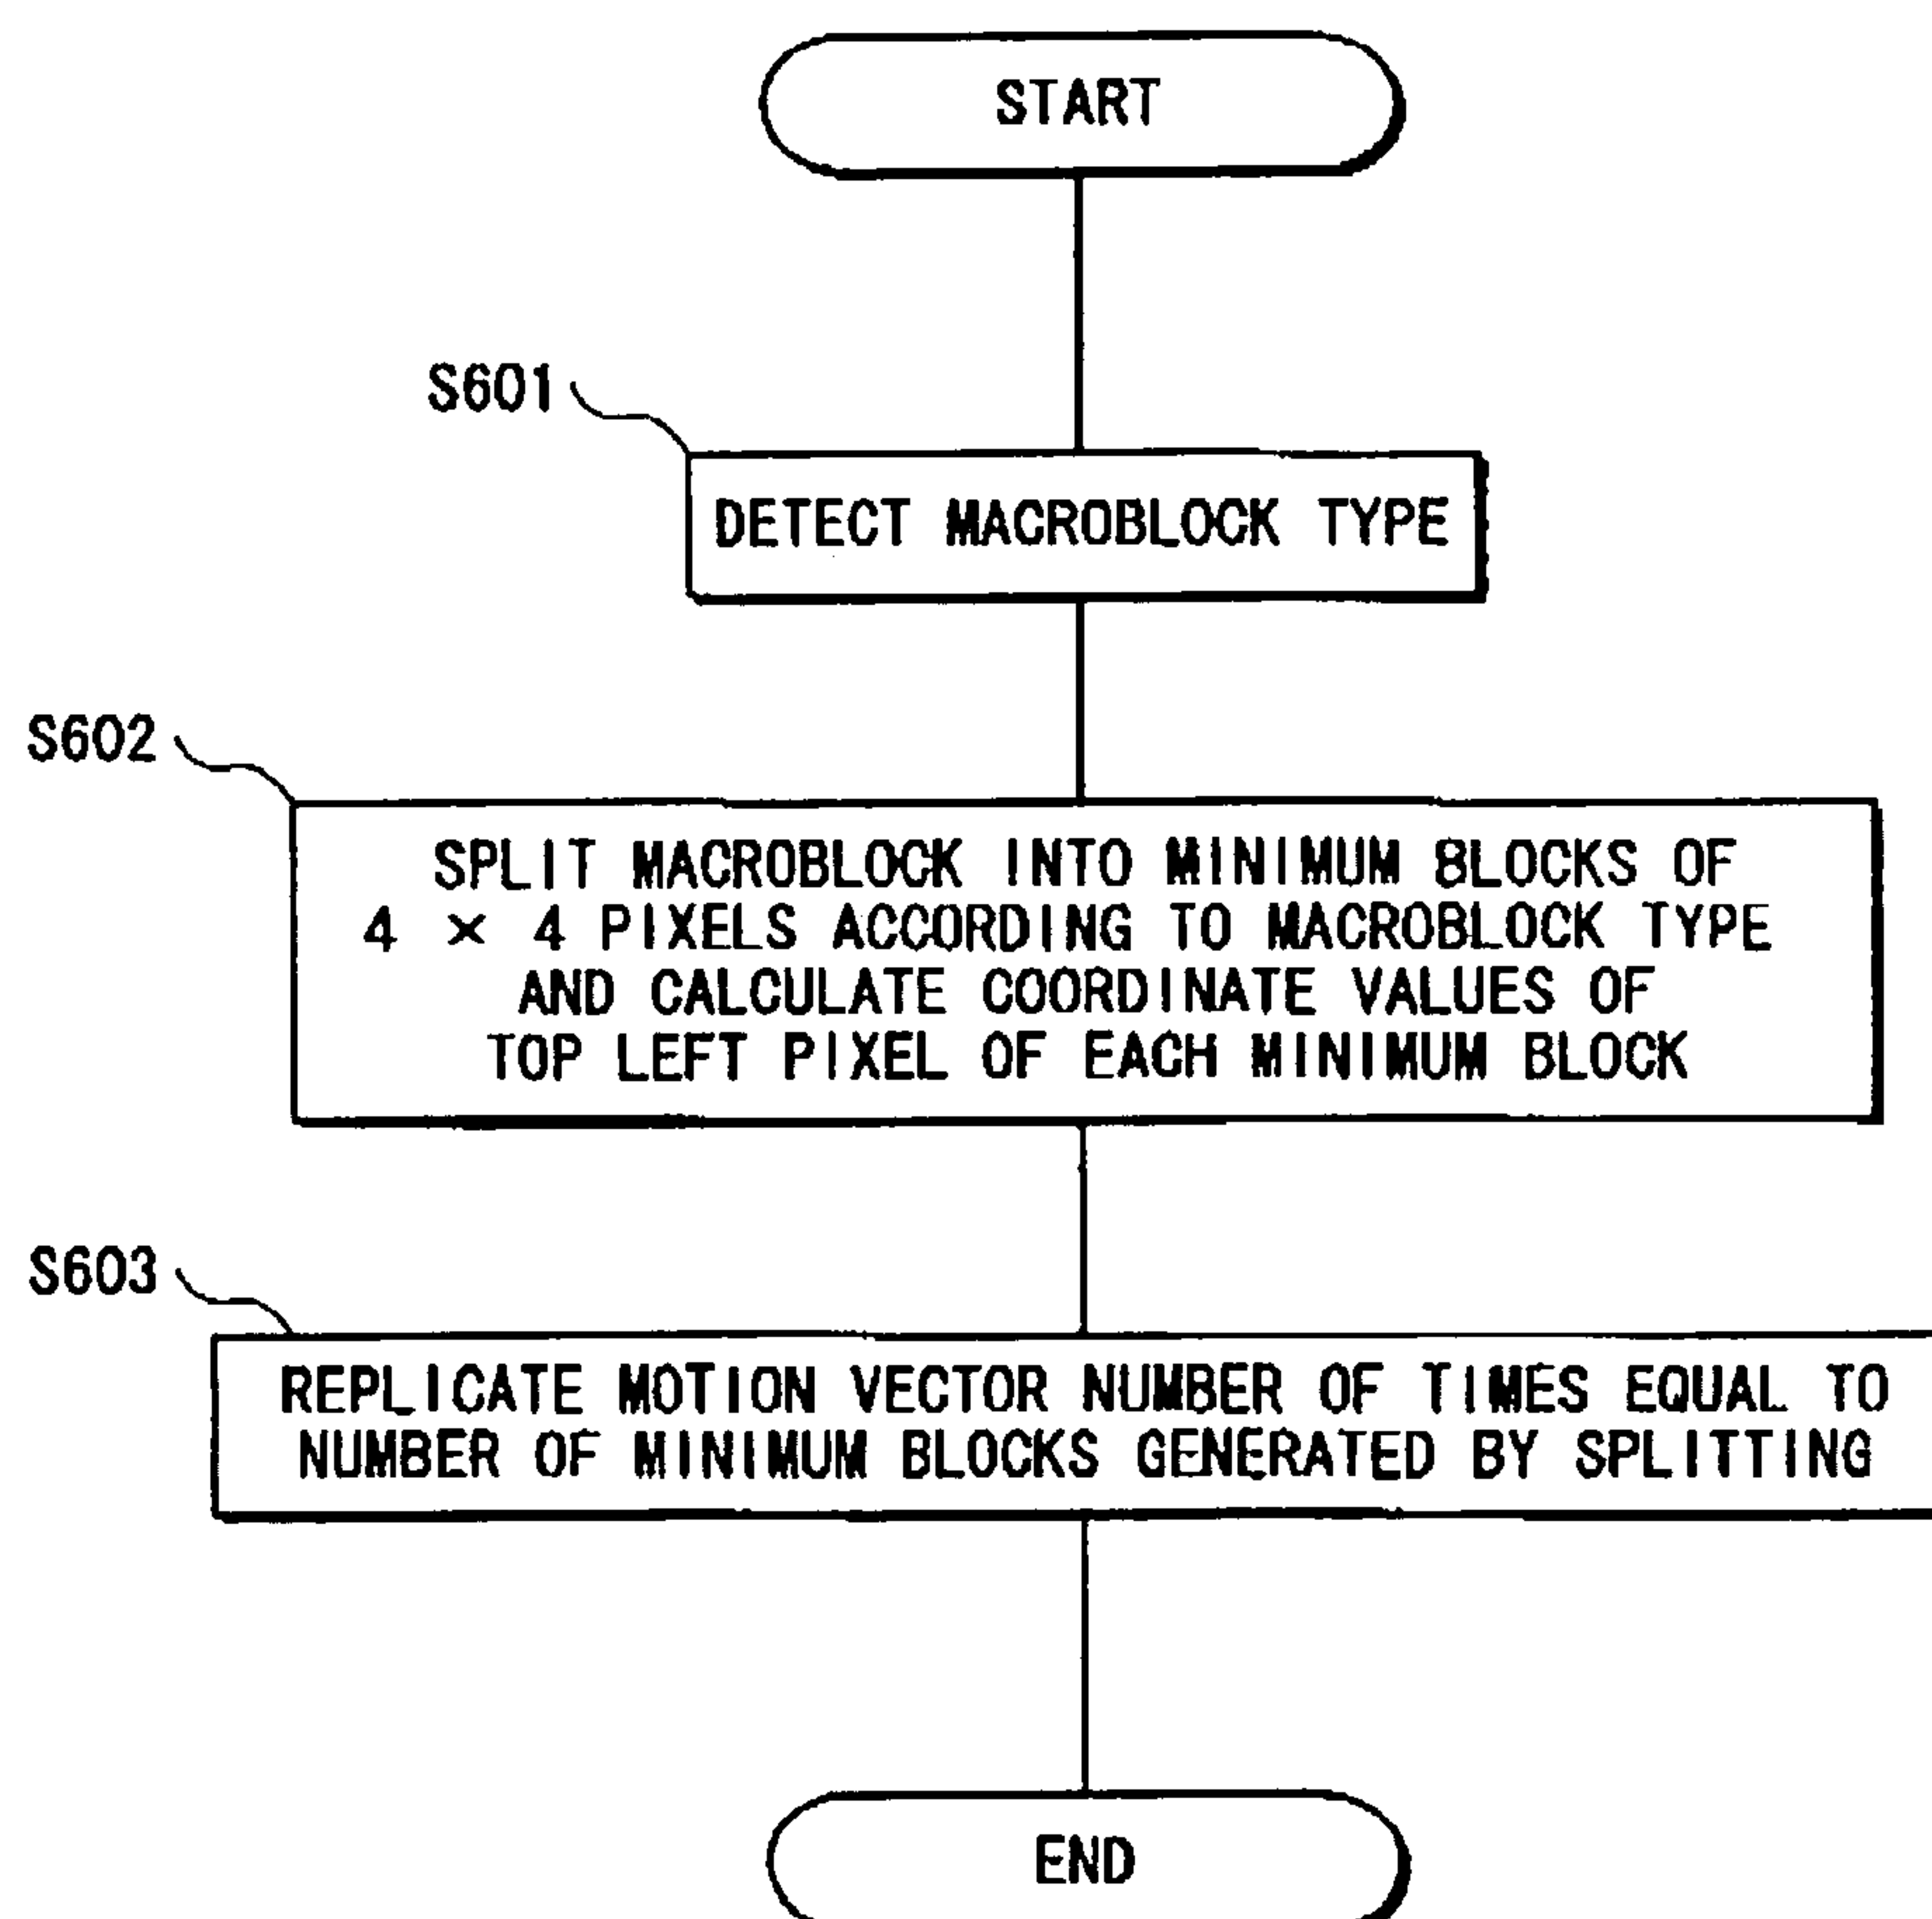 START
S601
DETECT MACROBLOCK TYPE
S602
SPLIT MACROBLOCK INTO MINIMUM BLOCKS OF
4 × 4 PIXELS ACCORDING TO MACROBLOCK TYPE
AND CALCULATE COORDINATE VALUES OF
TOP LEFT PIXEL OF EACH MINIMUM BLOCK
S603
REPLICATE MOTION VECTOR NUMBER OF TIMES EQUAL TO
NUMBER OF MINIMUM BLOCKS GENERATED BY SPLITTING
END